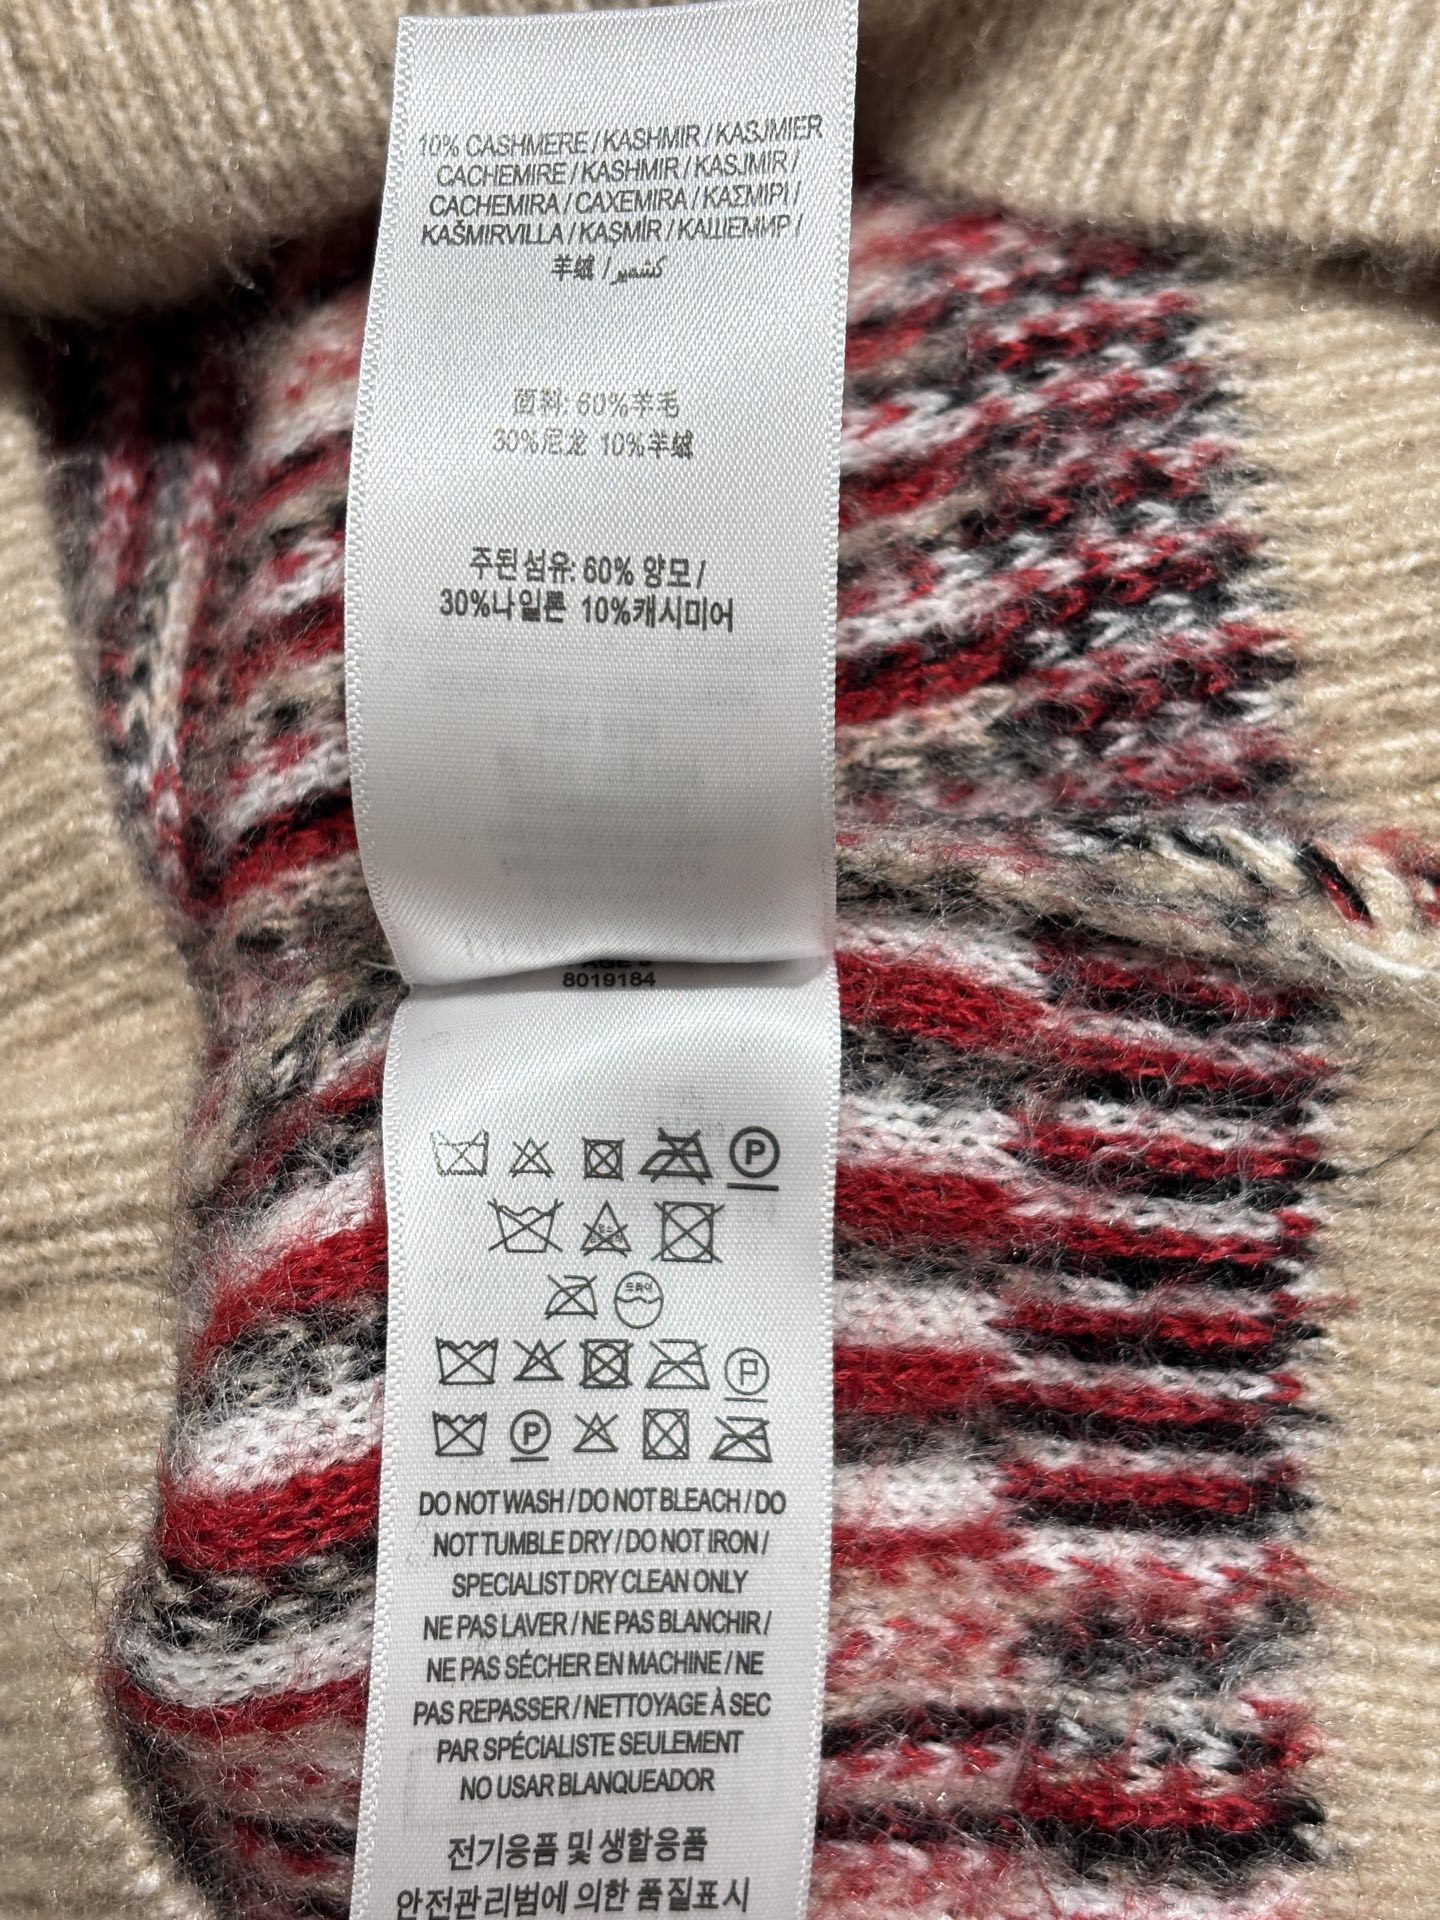 10% CASHMERE / KASHMIR / KASJMIER
CACHEMIRE / KASHMIR / KASJMIR /
CACHEMIRA / CAXEMIRA / ΚΑΣΜΙΡΙ /
KAŠMIRVILLA / KAŞMİR / КАШЕМИР /
羊绒 / كشمير
面料: 60%羊毛
30%尼龙 10%羊绒
주된섬유: 60% 양모 /
30%나일론 10%캐시미어
8019184
P
드라이
P
P
DO NOT WASH / DO NOT BLEACH / DO
NOT TUMBLE DRY / DO NOT IRON /
SPECIALIST DRY CLEAN ONLY
NE PAS LAVER / NE PAS BLANCHIR /
NE PAS SÉCHER EN MACHINE / NE
PAS REPASSER / NETTOYAGE À SEC
PAR SPÉCIALISTE SEULEMENT
NO USAR BLANQUEADOR
전기용품 및 생활용품
안전관리법에 의한 품질표시